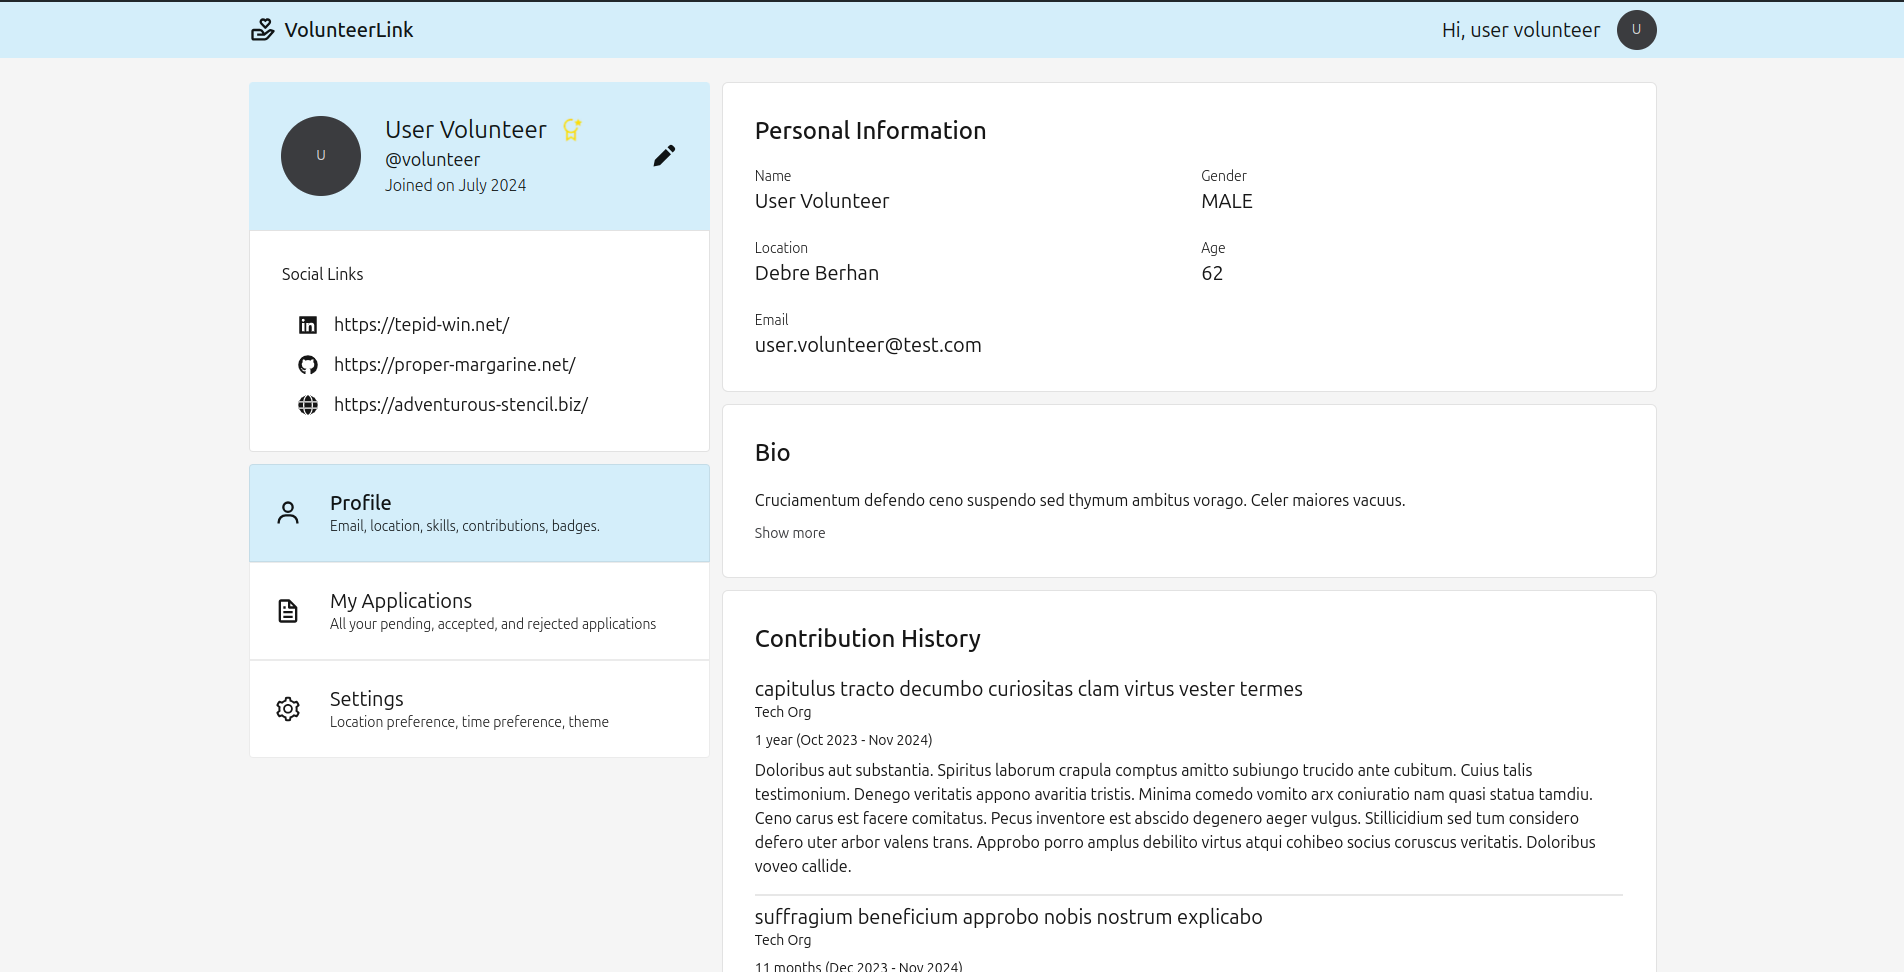 VolunteerLink
Hi, user volunteer
U
U
User Volunteer
@volunteer
Joined on July 2024
Social Links
https://tepid-win.net/
https://proper-margarine.net/
https://adventurous-stencil.biz/
Profile
Email, location, skills, contributions, badges.
My Applications
All your pending, accepted, and rejected applications
Settings
Location preference, time preference, theme
Personal Information
Name
User Volunteer
Gender
MALE
Location
Debre Berhan
Age
62
Email
user.volunteer@test.com
Bio
Cruciamentum defendo ceno suspendo sed thymum ambitus vorago. Celer maiores vacuus.
Show more
Contribution History
capitulus tracto decumbo curiositas clam virtus vester termes
Tech Org
1 year (Oct 2023 - Nov 2024)
Doloribus aut substantia. Spiritus laborum crapula comptus amitto subiungo trucido ante cubitum. Cuius talis
testimonium. Denego veritatis appono avaritia tristis. Minima comedo vomito arx coniuratio nam quasi statua tamdiu.
Ceno carus est facere comitatus. Pecus inventore est abscido degenero aeger vulgus. Stillicidium sed tum considero
defero uter arbor valens trans. Approbo porro amplus debilito virtus atqui cohibeo socius coruscus veritatis. Doloribus
voveo callide.
suffragium beneficium approbo nobis nostrum explicabo
Tech Org
11 months (Dec 2023 - Nov 2024)